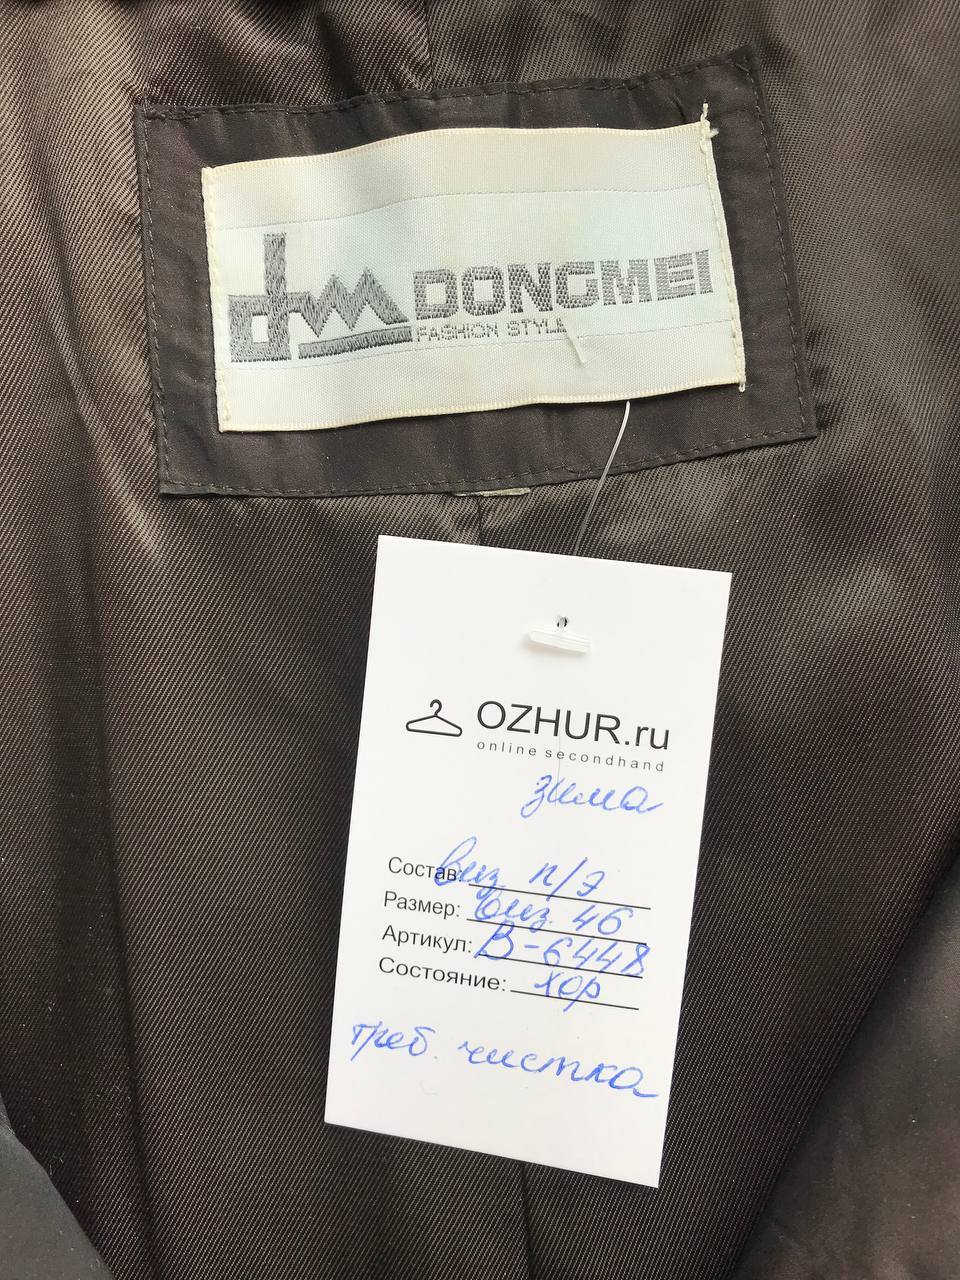 dm DONGMEI
FASHION STYLE
OZHUR.ru
online secondhand
зима
Состав: виз п/э
Размер: виз. 46
Артикул: В-6448
Состояние: хор
треб. чистка